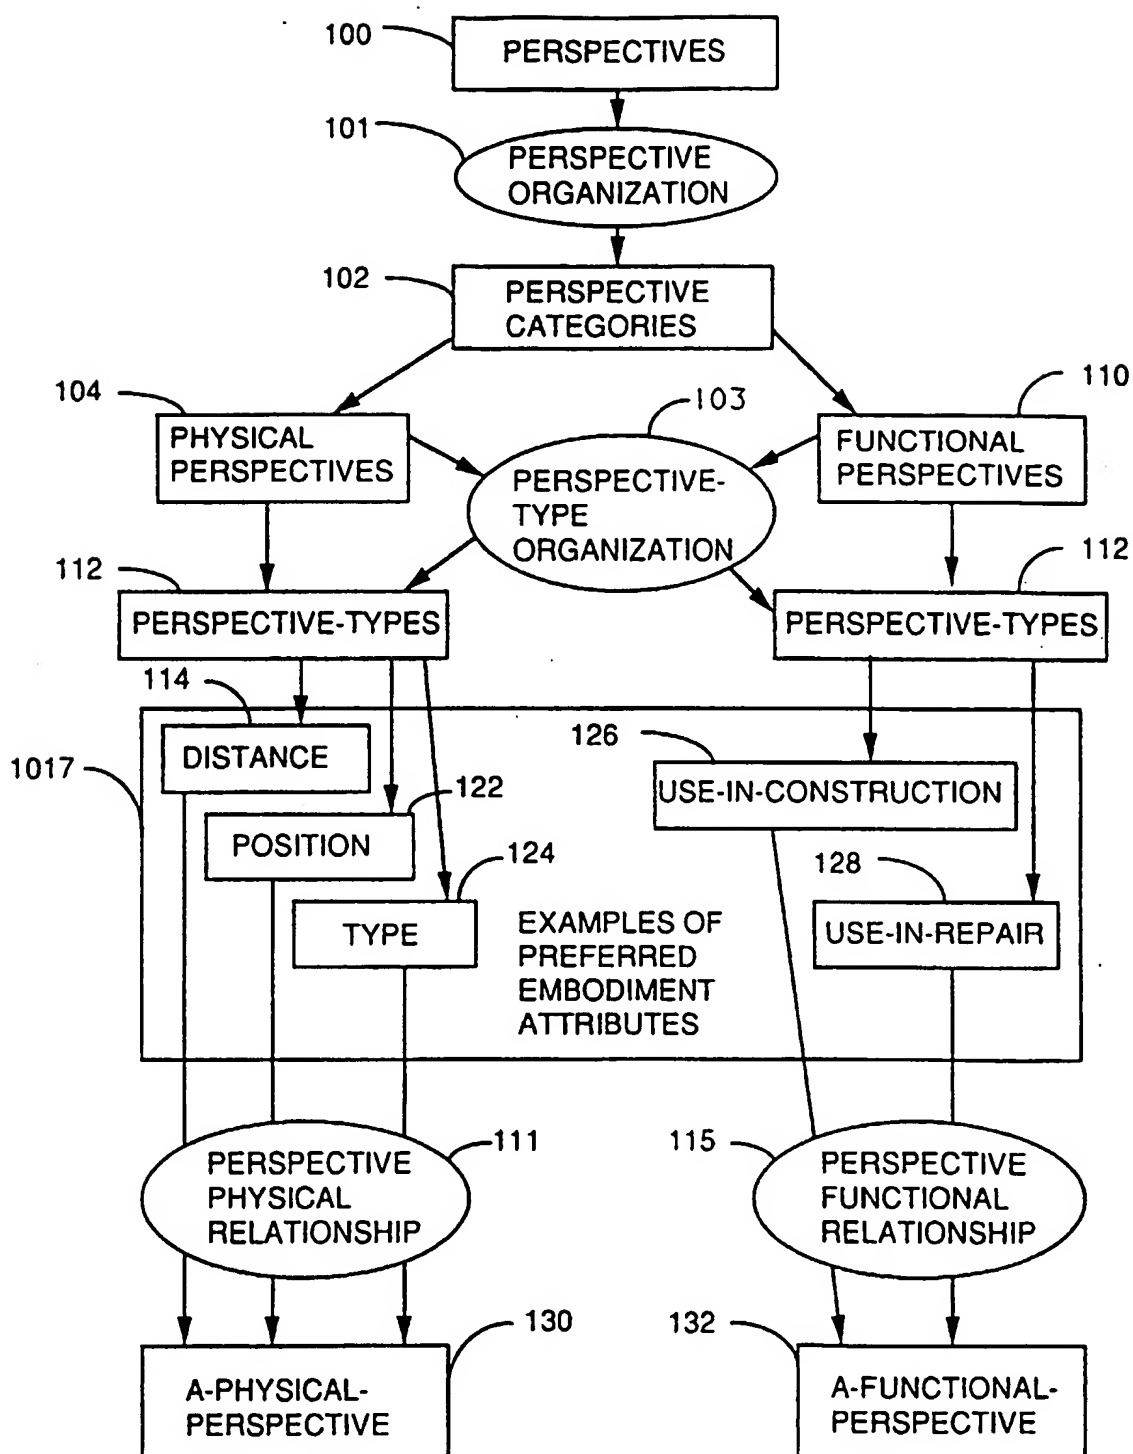 100
PERSPECTIVES
101
PERSPECTIVE
ORGANIZATION
102
PERSPECTIVE
CATEGORIES
104
PHYSICAL
PERSPECTIVES
103
PERSPECTIVE-
TYPE
ORGANIZATION
110
FUNCTIONAL
PERSPECTIVES
112
PERSPECTIVE-TYPES
112
PERSPECTIVE-TYPES
114
DISTANCE
1017
122
POSITION
124
TYPE
126
USE-IN-CONSTRUCTION
128
USE-IN-REPAIR
EXAMPLES OF
PREFERRED
EMBODIMENT
ATTRIBUTES
111
PERSPECTIVE
PHYSICAL
RELATIONSHIP
115
PERSPECTIVE
FUNCTIONAL
RELATIONSHIP
130
A-PHYSICAL-
PERSPECTIVE
132
A-FUNCTIONAL-
PERSPECTIVE